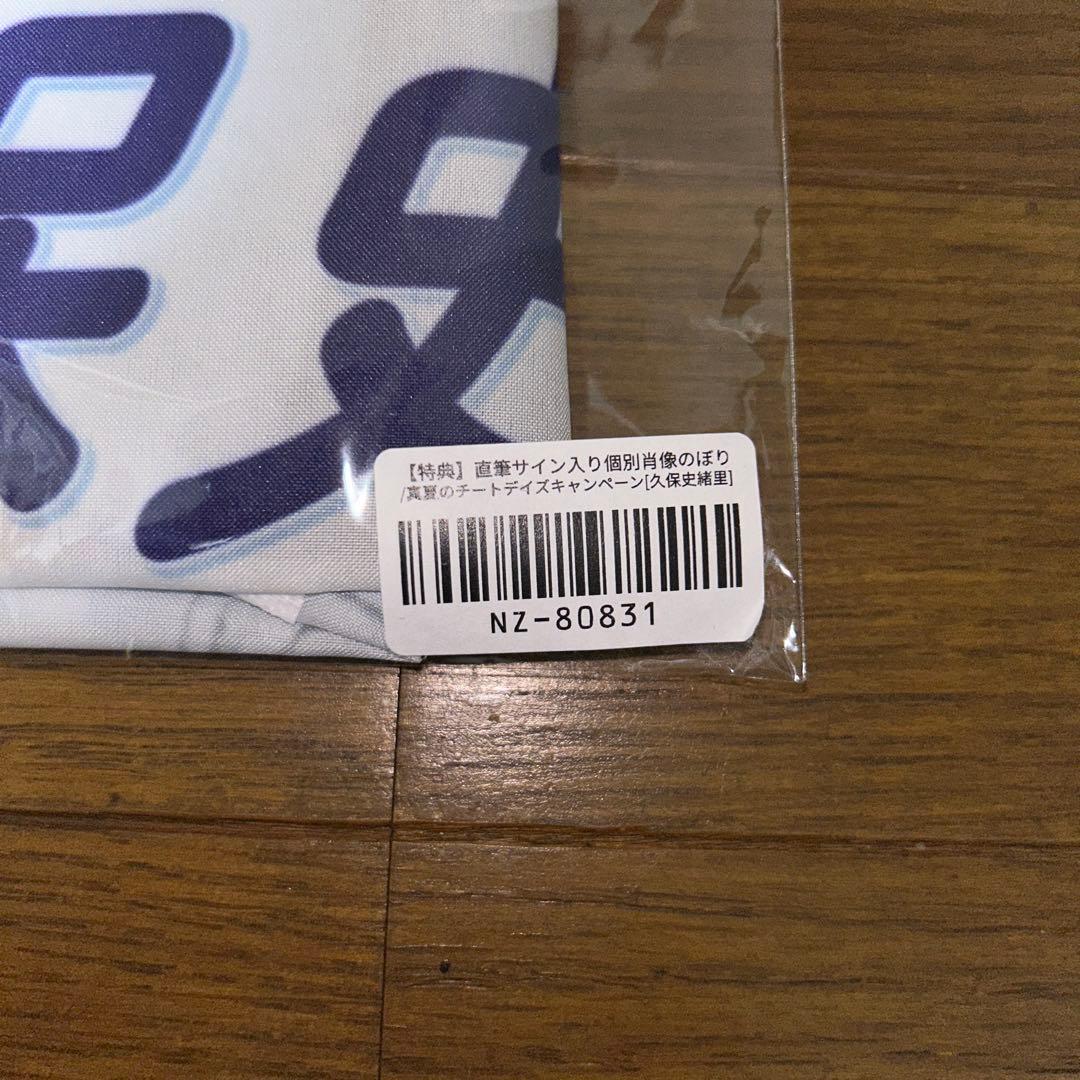 史
【特典】直筆サイン入り個別肖像のぼり
/真夏のチートデイズキャンペーン[久保史緒里]
NZ-80831